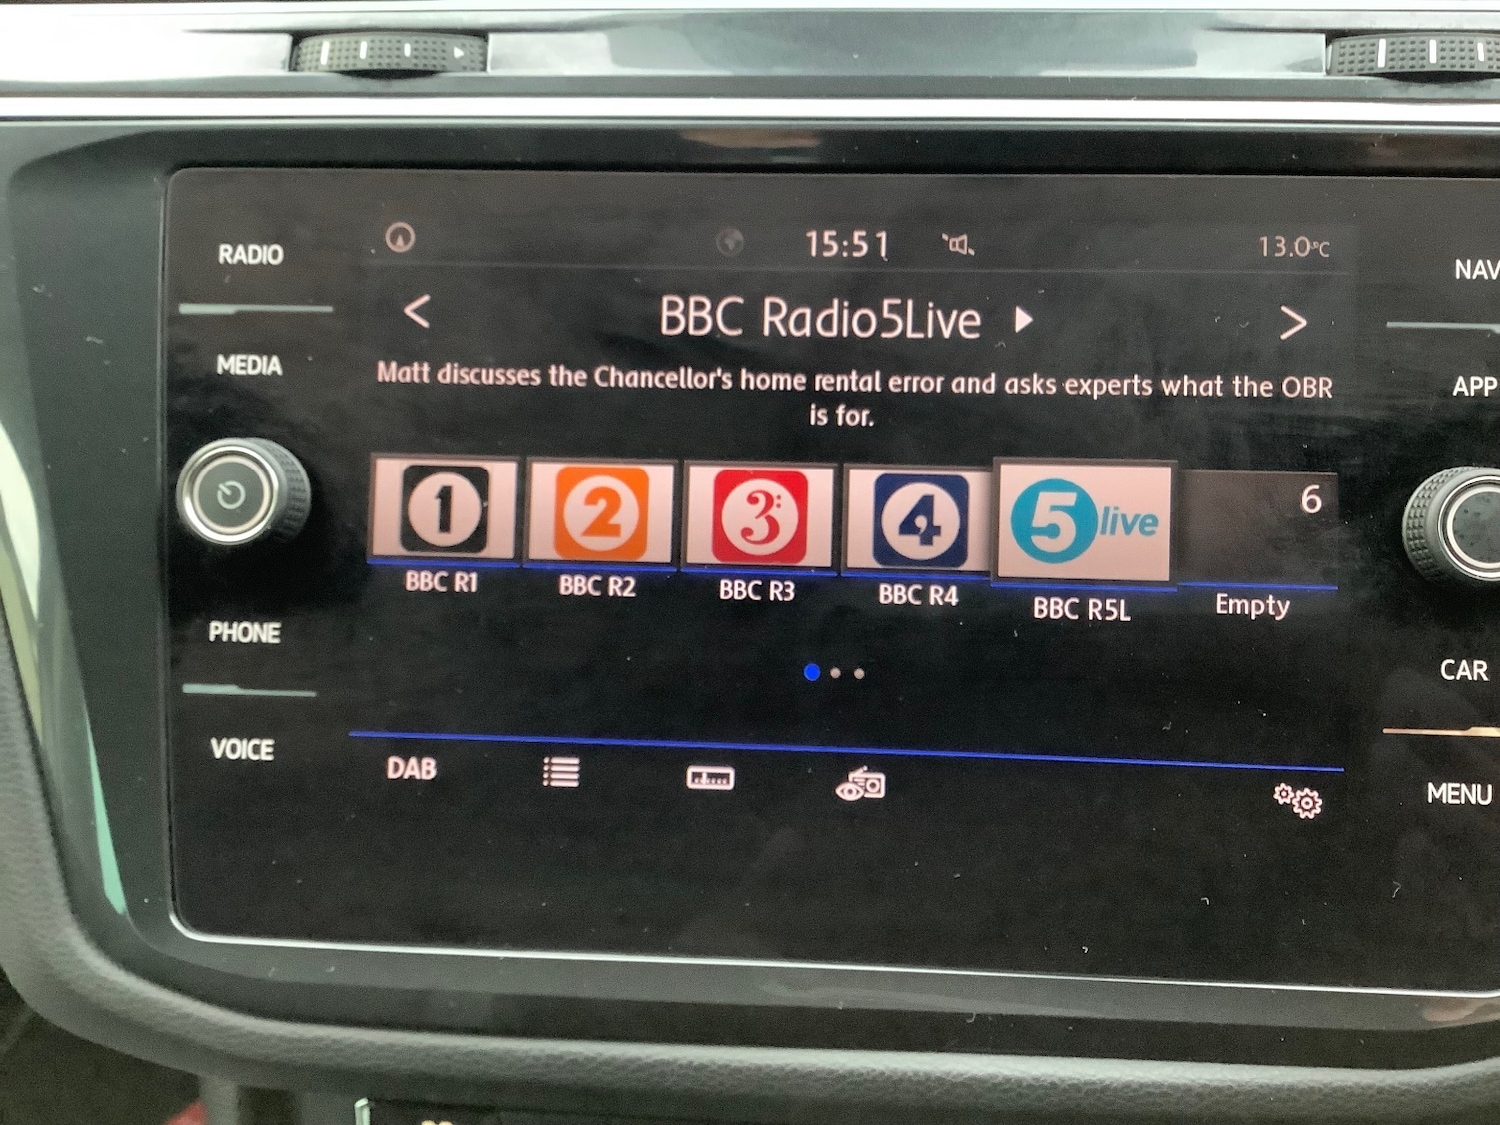 RADIO
MEDIA
PHONE
VOICE
15:51
13.0°C
BBC Radio5Live
Matt discusses the Chancellor's home rental error and asks experts what the OBR
is for.
1
2
3
4
5 live
6
BBC R1
BBC R2
BBC R3
BBC R4
BBC R5L
Empty
DAB
NAV
APP
CAR
MENU